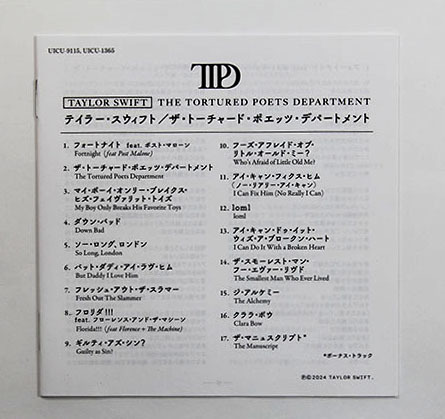 UICU-9115, UICU-1365
TTPD
TAYLOR SWIFT THE TORTURED POETS DEPARTMENT
テイラー・スウィフト／ザ・トーチャード・ポエッツ・デパートメント
1. フォートナイト feat. ポスト・マローン
Fortnight (feat Post Malone)
2. ザ・トーチャード・ポエッツ・デパートメント
The Tortured Poets Department
3. マイ・ボーイ・オンリー・ブレイクス・
ヒズ・フェイヴァリット・トイズ
My Boy Only Breaks His Favorite Toys
4. ダウン・バッド
Down Bad
5. ソー・ロング、ロンドン
So Long, London
6. バット・ダディ・アイ・ラヴ・ヒム
But Daddy I Love Him
7. フレッシュ・アウト・ザ・スラマー
Fresh Out The Slammer
8. フロリダ!!!
feat. フローレンス・アンド・ザ・マシーン
Florida!!! (feat Florence + The Machine)
9. ギルティ・アズ・シン?
Guilty as Sin?
10. フーズ・アフレイド・オブ・
リトル・オールド・ミー?
Who's Afraid of Little Old Me?
11. アイ・キャン・フィクス・ヒム
(ノー・リアリー・アイ・キャン)
I Can Fix Him (No Really I Can)
12. loml
loml
13. アイ・キャン・ドゥ・イット・
ウィズ・ア・ブロークン・ハート
I Can Do It With a Broken Heart
14. ザ・スモーレスト・マン・
フー・エヴァー・リヴド
The Smallest Man Who Ever Lived
15. ジ・アルケミー
The Alchemy
16. クララ・ボウ
Clara Bow
17. ザ・マニュスクリプト*
The Manuscript
*ボーナス・トラック
℗©2024 TAYLOR SWIFT.